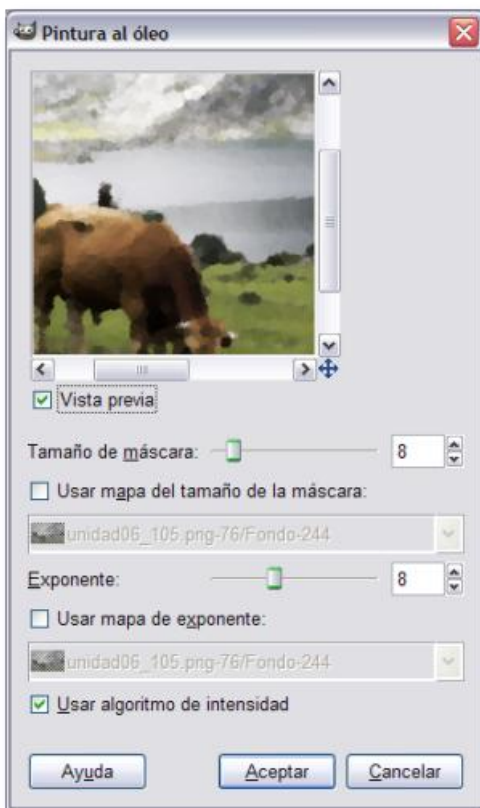 Pintura al óleo
Vista previa
Tamaño de máscara: 8
Usar mapa del tamaño de la máscara:
unidad06_105.png-76/Fondo-244
Exponente: 8
Usar mapa de exponente:
unidad06_105.png-76/Fondo-244
Usar algoritmo de intensidad
Ayuda Aceptar Cancelar